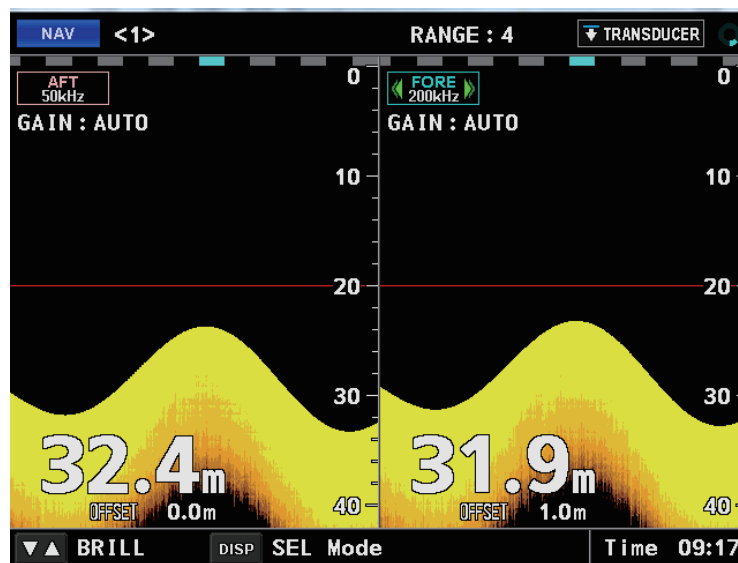 NAV <1> RANGE : 4 TRANSDUCER
AFT
50kHz
GAIN : AUTO
0
10
20
30
40
32.4m
OFFSET 0.0m
FORE
200kHz
GAIN : AUTO
0
10
20
30
40
31.9m
OFFSET 1.0m
▼▲ BRILL DISP SEL Mode Time 09:17